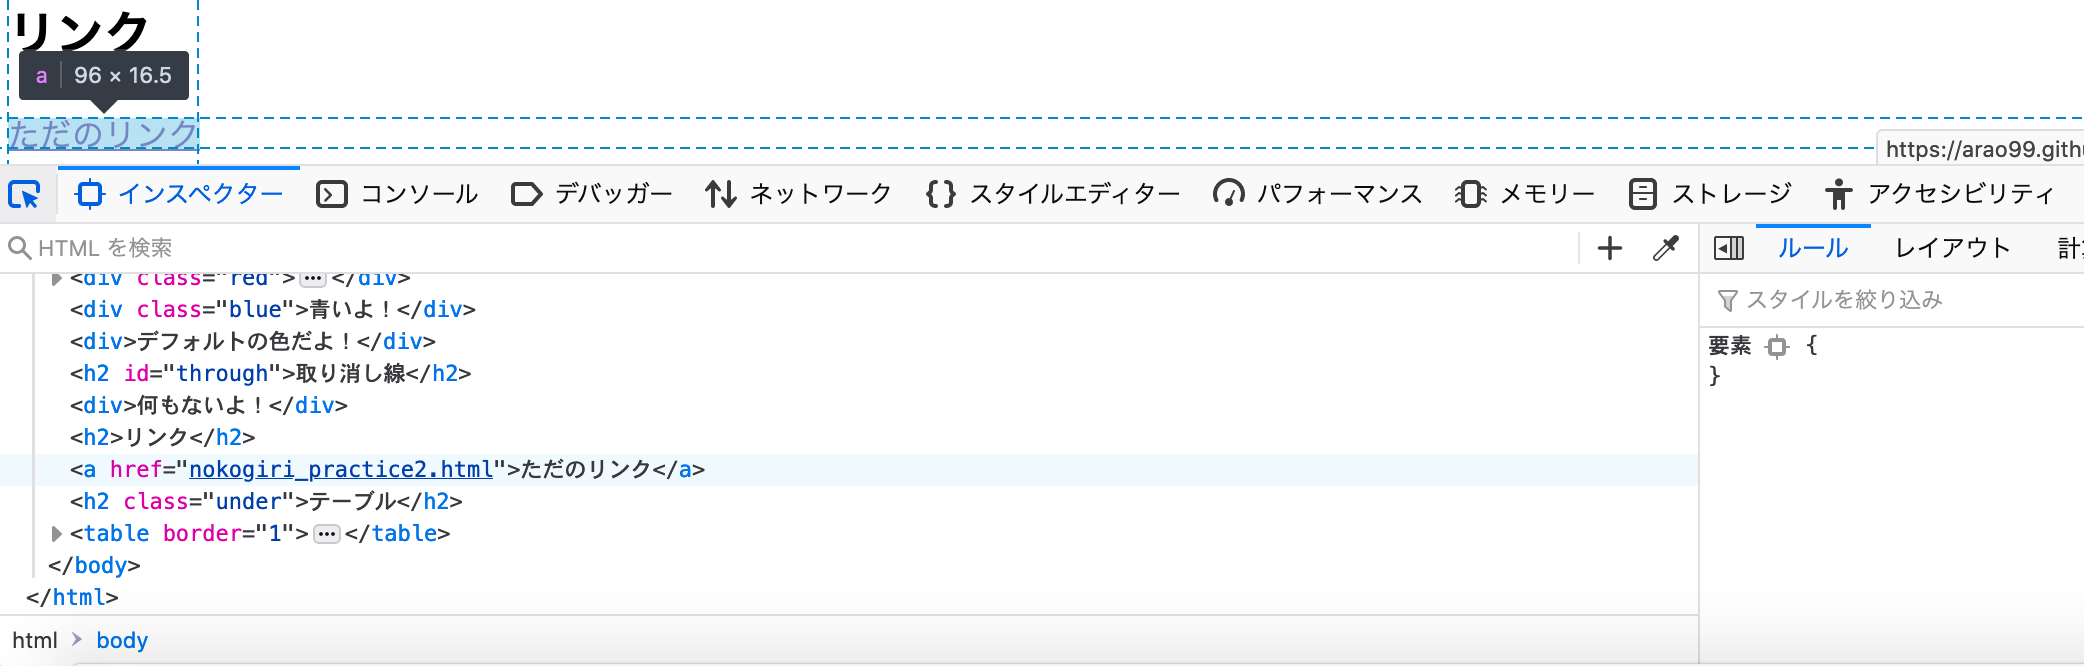 リンク
a 96 × 16.5
ただのリンク
https://arao99.gith
インスペクター コンソール デバッガー ネットワーク スタイルエディター パフォーマンス メモリー ストレージ アクセシビリティ
HTML を検索
ルール レイアウト 計
スタイルを絞り込み
<div class="red">…</div>
<div class="blue">青いよ！</div>
<div>デフォルトの色だよ！</div>
<h2 id="through">取り消し線</h2>
<div>何もないよ！</div>
<h2>リンク</h2>
<a href="nokogiri_practice2.html">ただのリンク</a>
<h2 class="under">テーブル</h2>
<table border="1">…</table>
</body>
</html>
要素 {
}
html > body